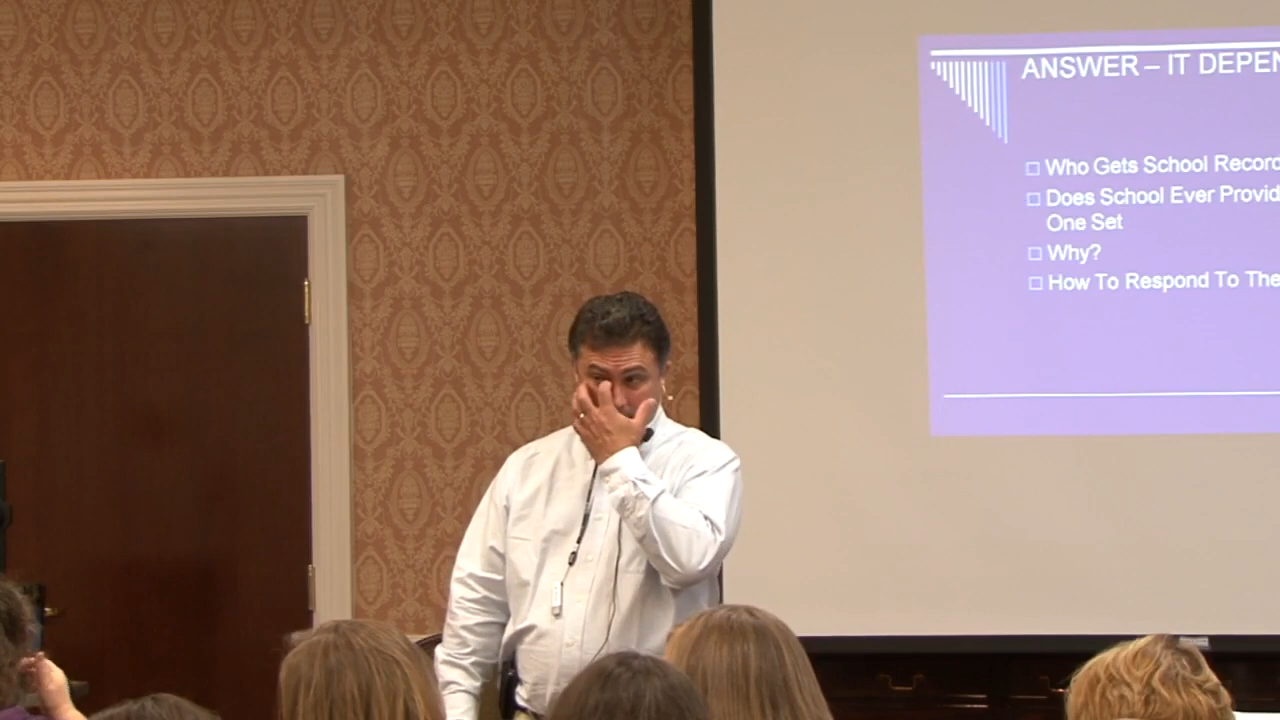 ANSWER – IT DEPEN
Who Gets School Record
Does School Ever Provid
One Set
Why?
How To Respond To The